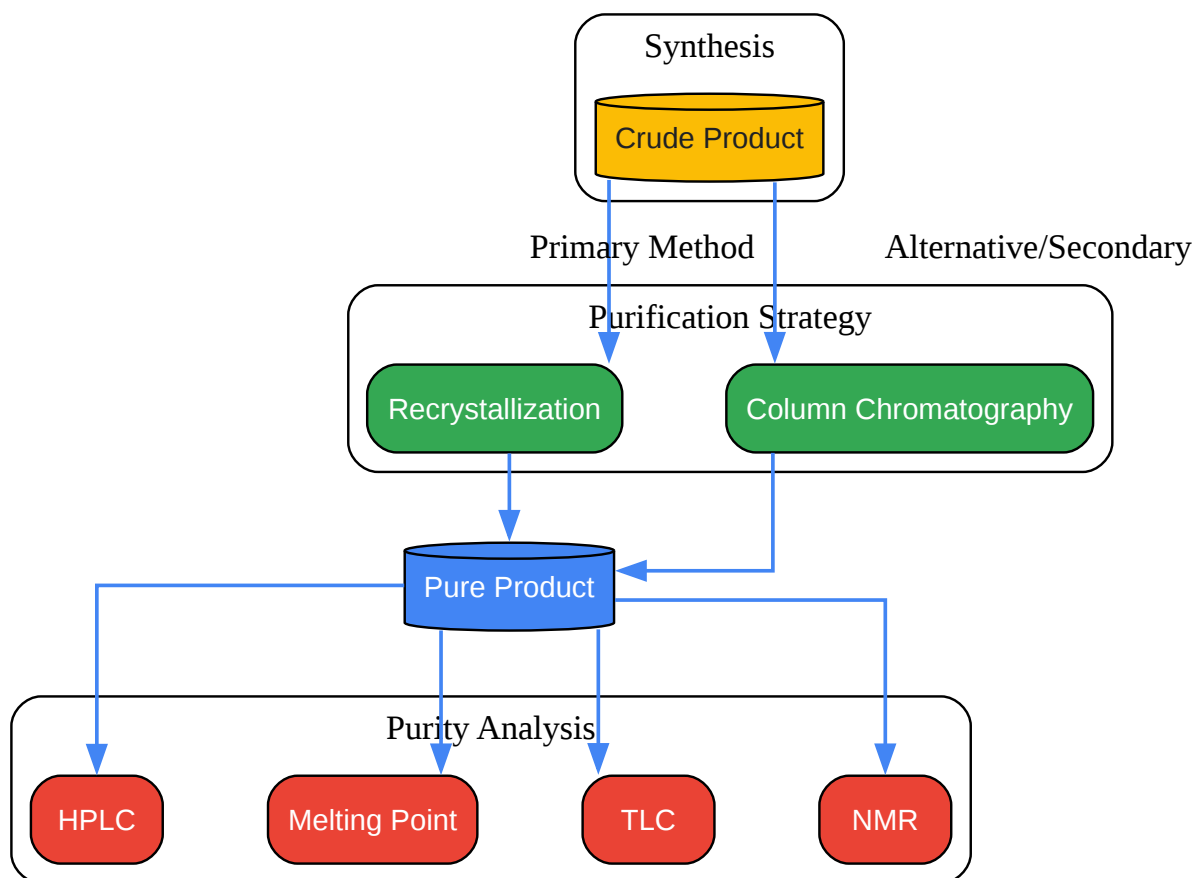 Synthesis
Crude Product
Primary Method
Alternative/Secondary
Purification Strategy
Recrystallization
Column Chromatography
Pure Product
Purity Analysis
HPLC
Melting Point
TLC
NMR